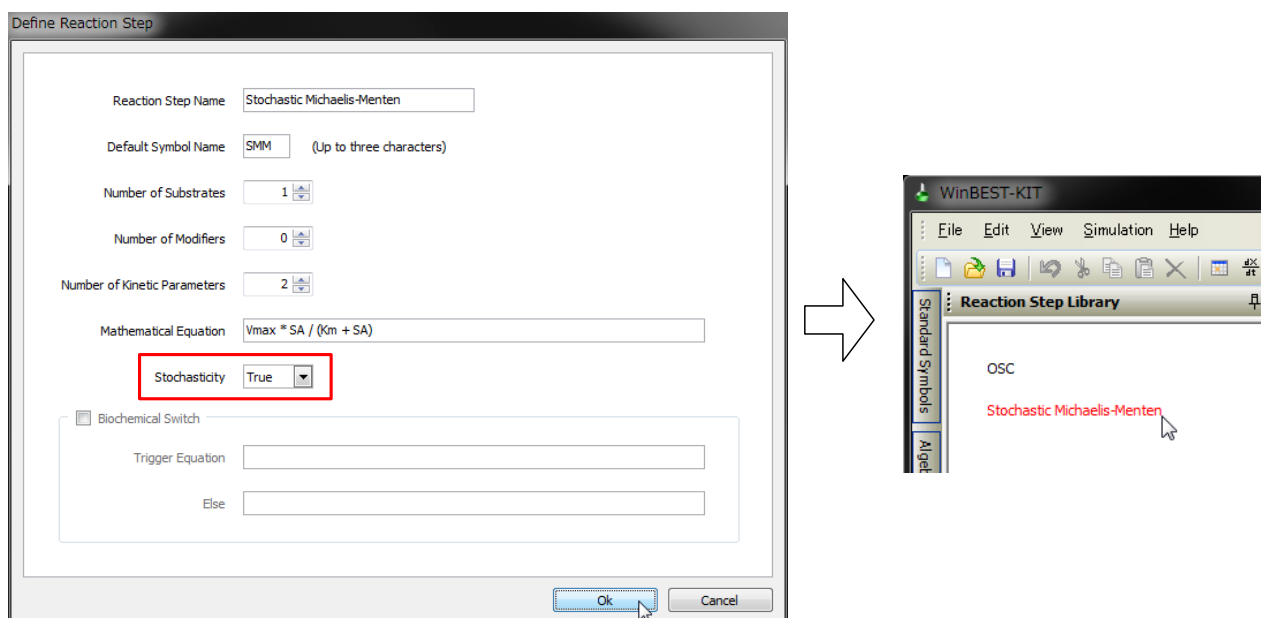 Define Reaction Step
Reaction Step Name Stochastic Michaelis-Menten
Default Symbol Name SMM (Up to three characters)
Number of Substrates 1
Number of Modifiers 0
Number of Kinetic Parameters 2
Mathematical Equation Vmax * SA / (Km + SA)
Stochasticity True
Biochemical Switch
Trigger Equation
Else
Ok Cancel
WinBEST-KIT
File Edit View Simulation Help
dX
dt
Reaction Step Library
Standard Symbols
OSC
Stochastic Michaelis-Menten